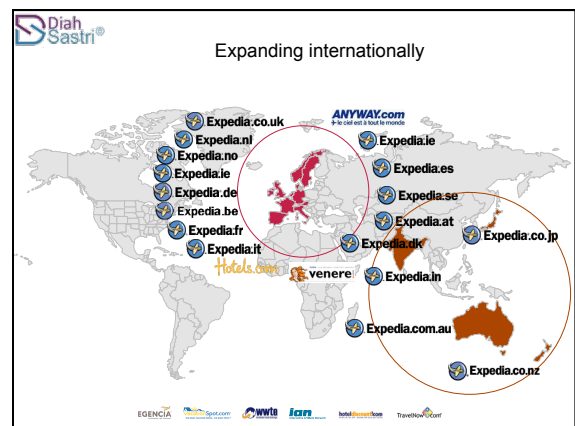 Diah
Sastri®
Expanding internationally
ANYWAY.com
le ciel est à tout le monde
Expedia.co.uk
Expedia.nl
Expedia.no
Expedia.ie
Expedia.de
Expedia.be
Expedia.fr
Expedia.it
Expedia.ie
Expedia.es
Expedia.se
Expedia.at
Expedia.dk
Expedia.co.jp
Expedia.in
Expedia.com.au
Expedia.co.nz
Hotels.com
venere
EGENCIA
VacationSpot.com
wwte
ian
hoteldiscount!com
TravelNow.com